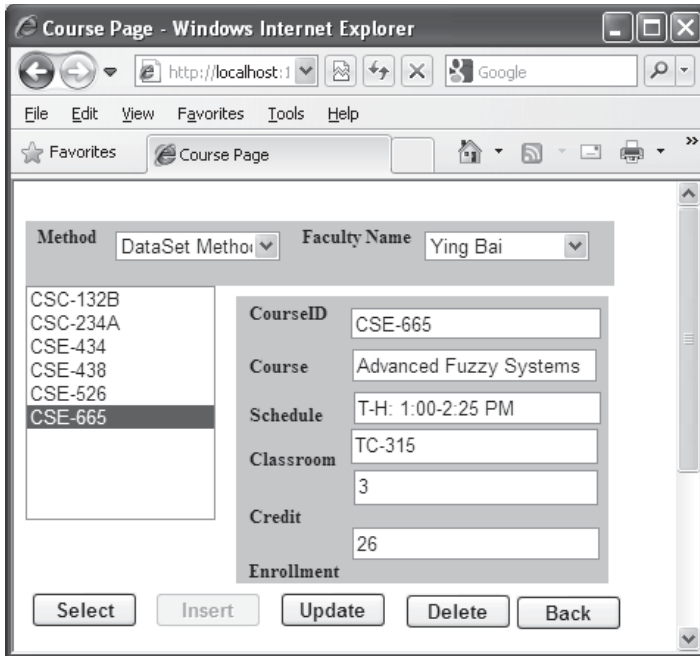 Course Page - Windows Internet Explorer
http://localhost:1
Google
File Edit View Favorites Tools Help
Favorites
Course Page
»
Method
DataSet Metho
Faculty Name
Ying Bai
CSC-132B
CSC-234A
CSE-434
CSE-438
CSE-526
CSE-665
CourseID
CSE-665
Course
Advanced Fuzzy Systems
Schedule
T-H: 1:00-2:25 PM
Classroom
TC-315
Credit
3
Enrollment
26
Select
Insert
Update
Delete
Back